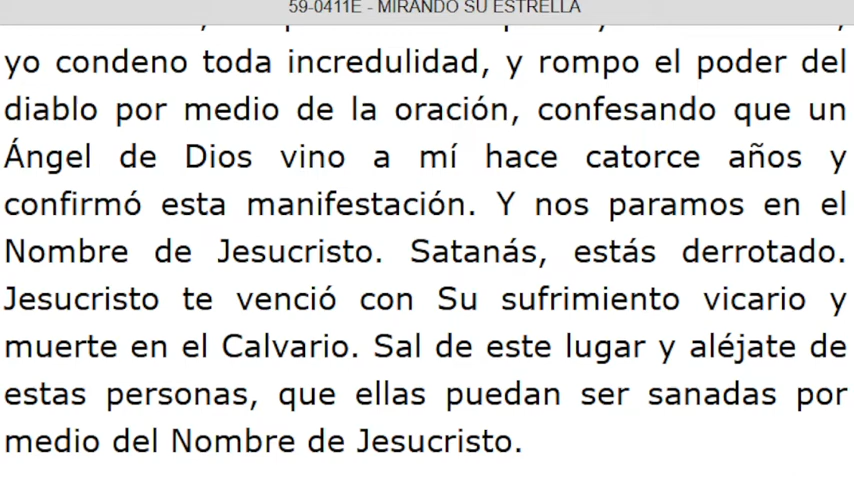 59-0411E - MIRANDO SU ESTRELLA
yo condeno toda incredulidad, y rompo el poder del
diablo por medio de la oración, confesando que un
Ángel de Dios vino a mí hace catorce años y
confirmó esta manifestación. Y nos paramos en el
Nombre de Jesucristo. Satanás, estás derrotado.
Jesucristo te venció con Su sufrimiento vicario y
muerte en el Calvario. Sal de este lugar y aléjate de
estas personas, que ellas puedan ser sanadas por
medio del Nombre de Jesucristo.